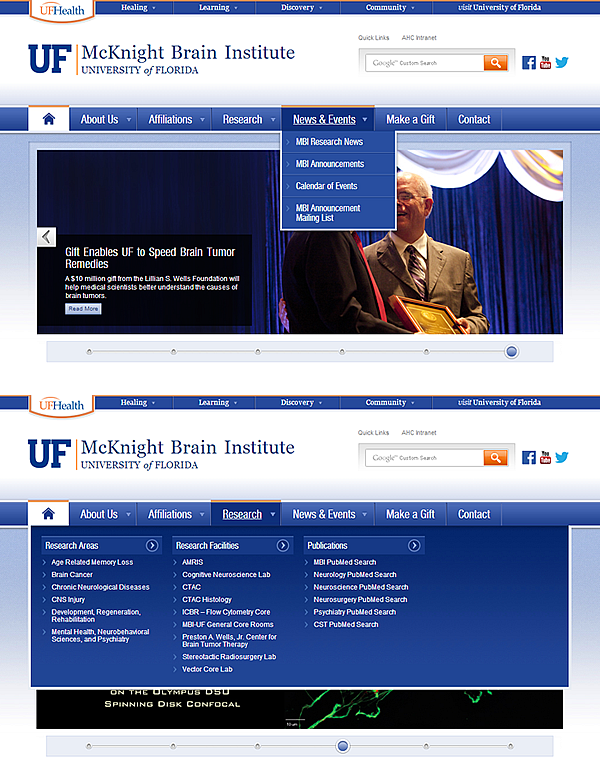 UFHealth
Healing
Learning
Discovery
Community
visit University of Florida
Quick Links AHC Intranet
UF McKnight Brain Institute
UNIVERSITY of FLORIDA
Google™ Custom Search
You Tube
About Us
Affiliations
Research
News & Events
Make a Gift
Contact
MBI Research News
MBI Announcements
Calendar of Events
MBI Announcement
Mailing List
Gift Enables UF to Speed Brain Tumor
Remedies
A $10 million gift from the Lillian S. Wells Foundation will
help medical scientists better understand the causes of
brain tumors.
Read More
UFHealth
Healing
Learning
Discovery
Community
visit University of Florida
Quick Links AHC Intranet
UF McKnight Brain Institute
UNIVERSITY of FLORIDA
Google™ Custom Search
You Tube
About Us
Affiliations
Research
News & Events
Make a Gift
Contact
Research Areas
Age Related Memory Loss
Brain Cancer
Chronic Neurological Diseases
CNS Injury
Development, Regeneration,
Rehabilitation
Mental Health, Neurobehavioral
Sciences, and Psychiatry
Research Facilities
AMRIS
Cognitive Neuroscience Lab
CTAC
CTAC Histology
ICBR – Flow Cytometry Core
MBI-UF General Core Rooms
Preston A. Wells, Jr. Center for
Brain Tumor Therapy
Stereotactic Radiosurgery Lab
Vector Core Lab
Publications
MBI PubMed Search
Neurology PubMed Search
Neuroscience PubMed Search
Neurosurgery PubMed Search
Psychiatry PubMed Search
CST PubMed Search
ON THE OLYMPUS DSU
SPINNING DISK CONFOCAL